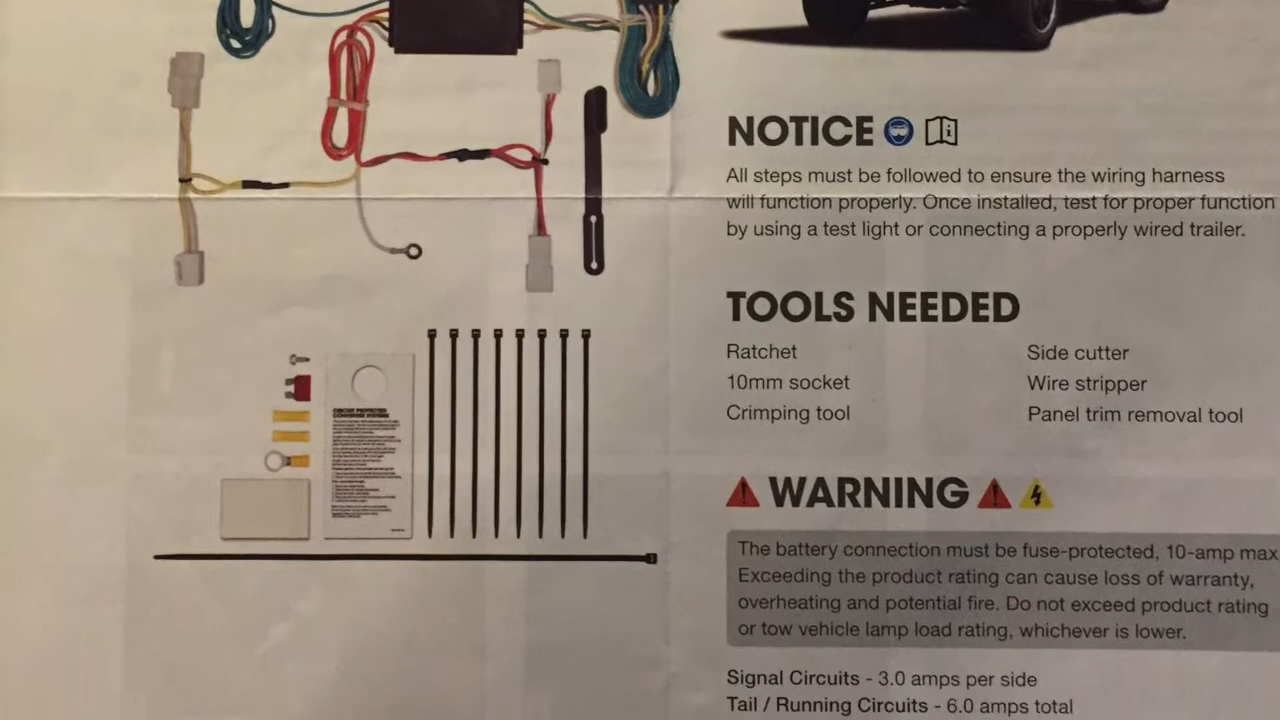 NOTICE
All steps must be followed to ensure the wiring harness
will function properly. Once installed, test for proper function
by using a test light or connecting a properly wired trailer.
TOOLS NEEDED
Ratchet
10mm socket
Crimping tool
Side cutter
Wire stripper
Panel trim removal tool
CIRCUIT PROTECTED
CONVERTER SYSTEMS
WARNING
The battery connection must be fuse-protected, 10-amp max
Exceeding the product rating can cause loss of warranty,
overheating and potential fire. Do not exceed product rating
or tow vehicle lamp load rating, whichever is lower.
Signal Circuits - 3.0 amps per side
Tail / Running Circuits - 6.0 amps total